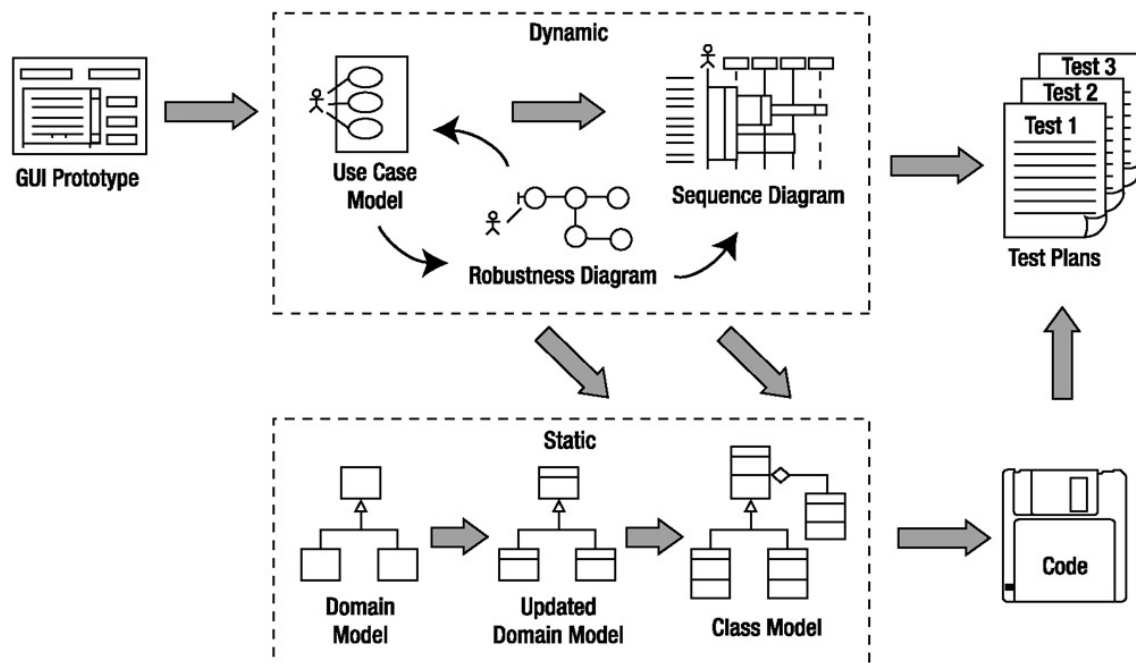 Dynamic
GUI Prototype
Use Case
Model
Robustness Diagram
Sequence Diagram
Test 3
Test 2
Test 1
Test Plans
Static
Domain
Model
Updated
Domain Model
Class Model
Code